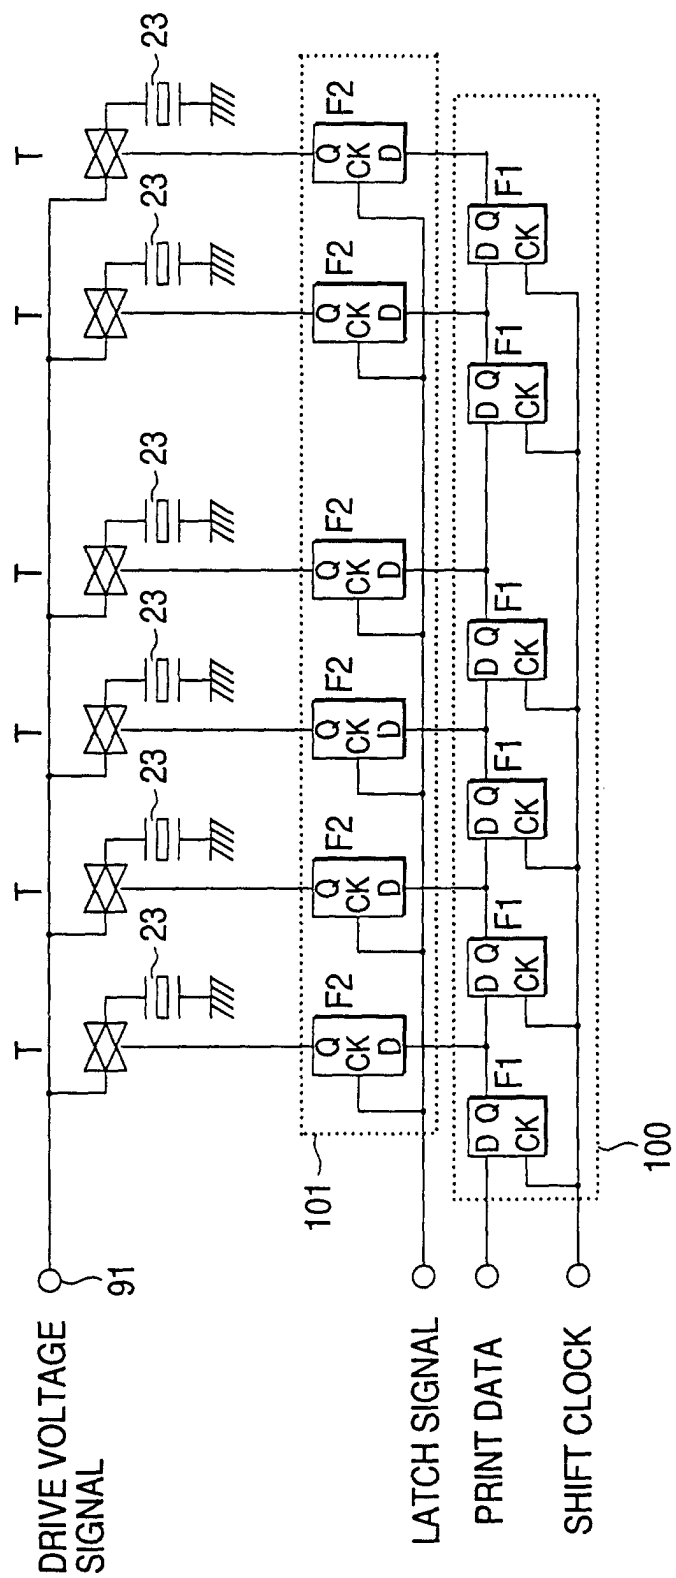 DRIVE VOLTAGE
SIGNAL
91
T T T T T T
23 23 23 23 23 23
101
F2 F2 F2 F2 F2 F2
Q Q Q Q Q Q
CK CK CK CK CK CK
D D D D D D
LATCH SIGNAL
F1 F1 F1 F1 F1 F1
D Q D Q D Q D Q D Q D Q
CK CK CK CK CK CK
PRINT DATA
SHIFT CLOCK
100